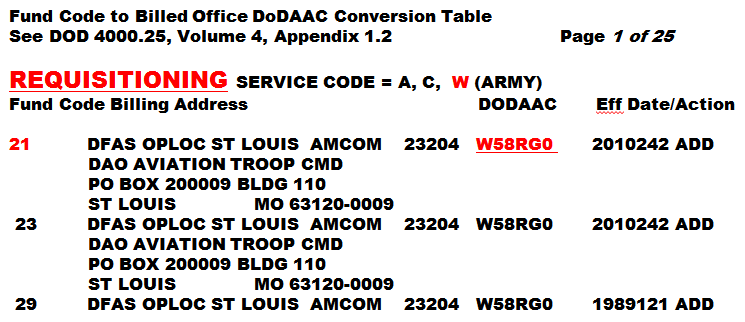 Fund Code to Billed Office DoDAAC Conversion Table
See DOD 4000.25, Volume 4, Appendix 1.2 Page 1 of 25
REQUISITIONING SERVICE CODE = A, C, W (ARMY)
Fund Code Billing Address DODAAC Eff Date/Action
21 DFAS OPLOC ST LOUIS AMCOM 23204 W58RG0 2010242 ADD
DAO AVIATION TROOP CMD
PO BOX 200009 BLDG 110
ST LOUIS MO 63120-0009
23 DFAS OPLOC ST LOUIS AMCOM 23204 W58RG0 2010242 ADD
DAO AVIATION TROOP CMD
PO BOX 200009 BLDG 110
ST LOUIS MO 63120-0009
29 DFAS OPLOC ST LOUIS AMCOM 23204 W58RG0 1989121 ADD